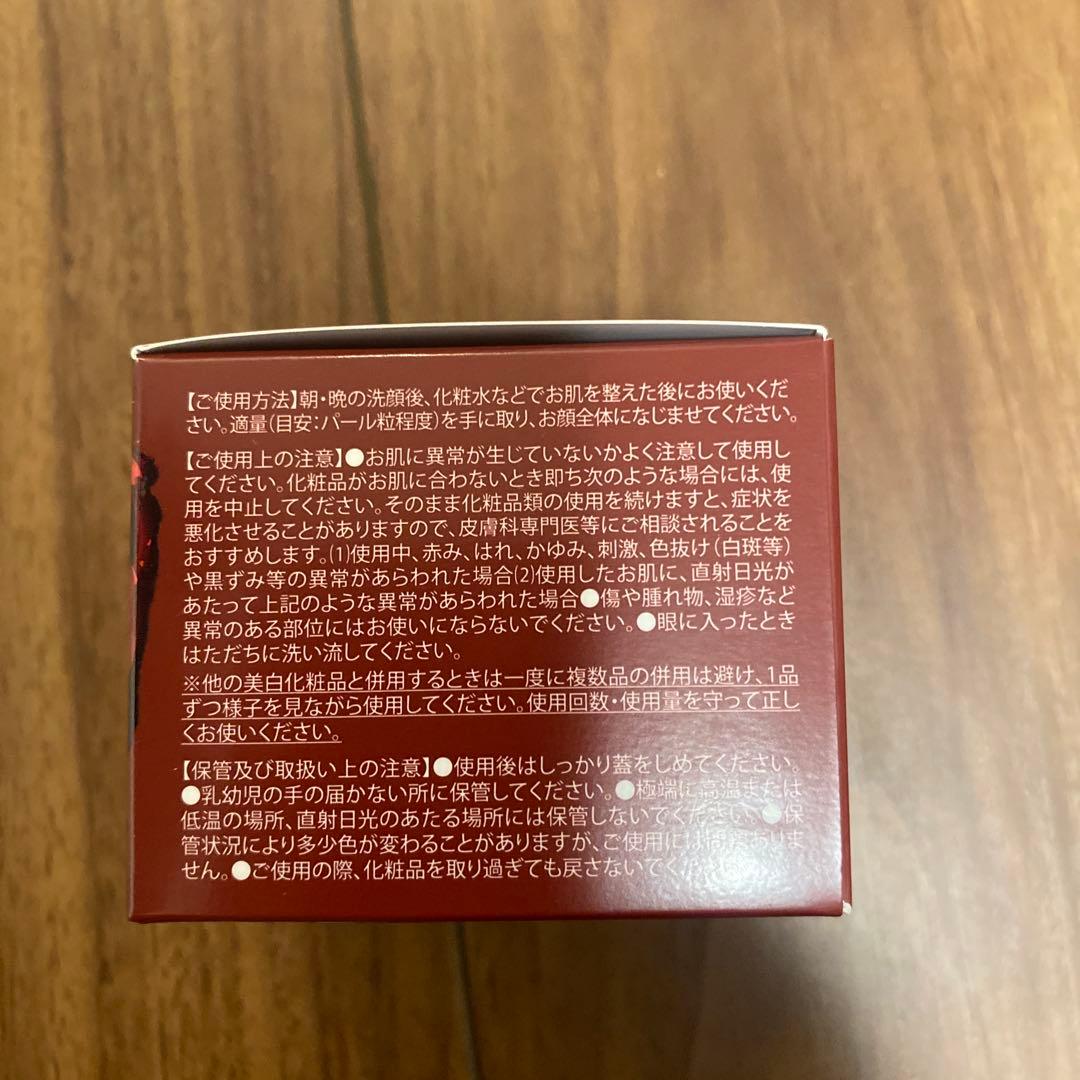 【ご使用方法】朝・晩の洗顔後、化粧水などでお肌を整えた後にお使いくだ
さい。適量(目安:パール粒程度)を手に取り、お顔全体になじませてください。
【ご使用上の注意】●お肌に異常が生じていないかよく注意して使用し
てください。化粧品がお肌に合わないとき即ち次のような場合には、使
用を中止してください。そのまま化粧品類の使用を続けますと、症状を
悪化させることがありますので、皮膚科専門医等にご相談されることを
おすすめします。(1)使用中、赤み、はれ、かゆみ、刺激、色抜け(白斑等)
や黒ずみ等の異常があらわれた場合(2)使用したお肌に、直射日光が
あたって上記のような異常があらわれた場合●傷や腫れ物、湿疹など
異常のある部位にはお使いにならないでください。●眼に入ったとき
はただちに洗い流してください。
※他の美白化粧品と併用するときは一度に複数品の併用は避け、1品
ずつ様子を見ながら使用してください。使用回数・使用量を守って正し
くお使いください。
【保管及び取扱い上の注意】●使用後はしっかり蓋をしめてください。
●乳幼児の手の届かない所に保管してください。●極端に高温または
低温の場所、直射日光のあたる場所には保管しないでください。●保
管状況により多少色が変わることがありますが、ご使用には問題ありま
せん。●ご使用の際、化粧品を取り過ぎても戻さないでくだ